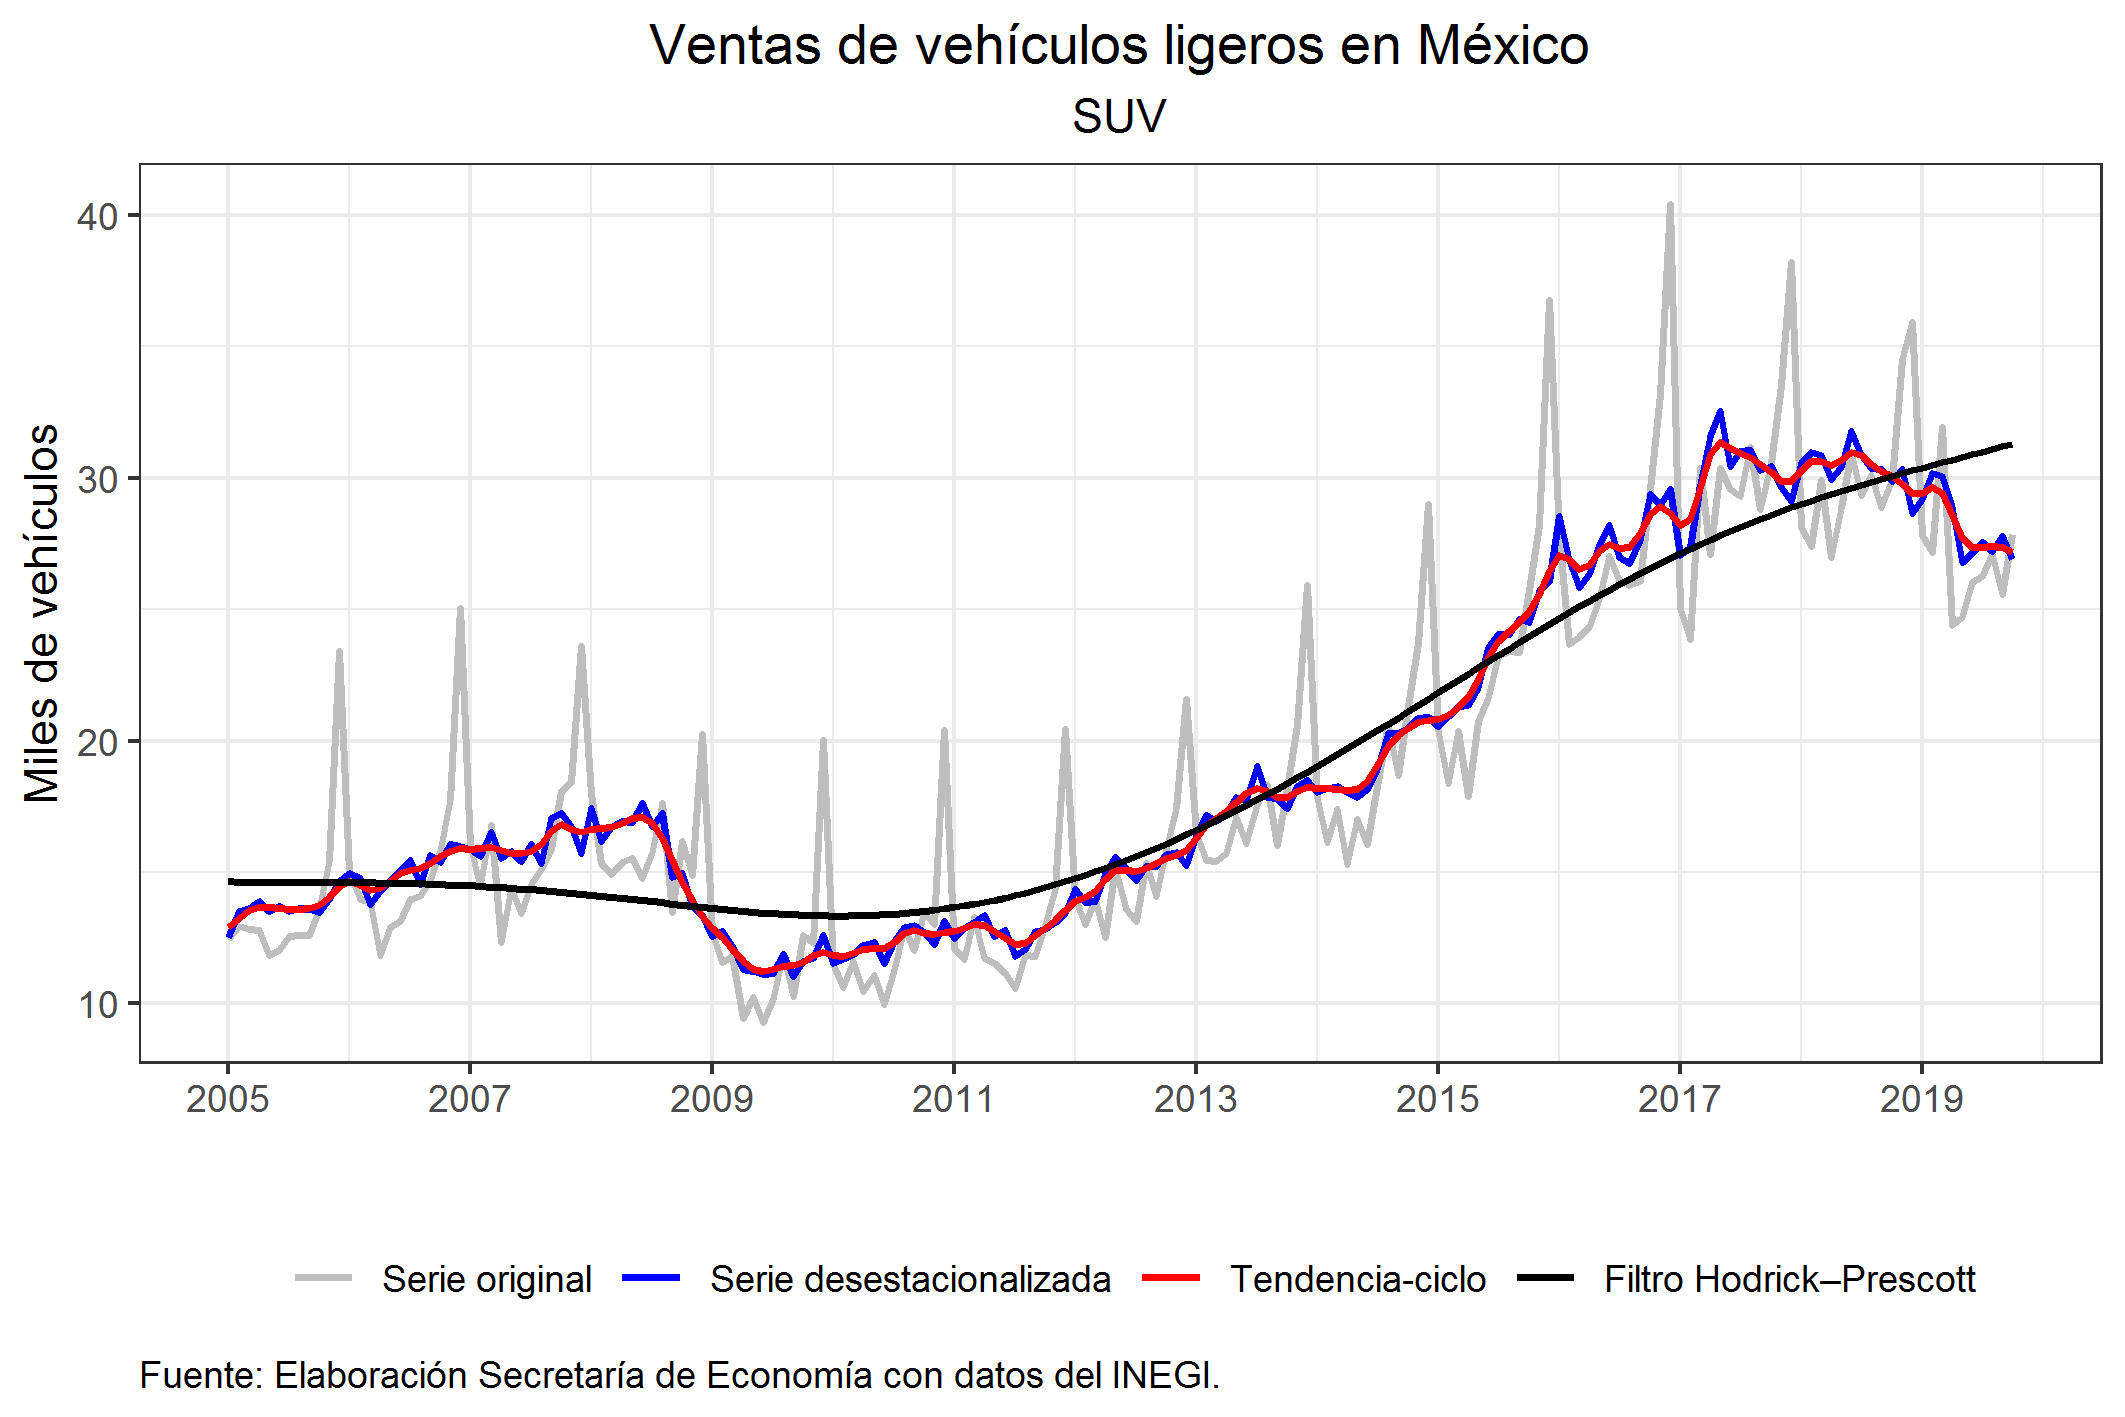 Ventas de vehículos ligeros en México
SUV
Miles de vehículos
40
30
20
10
2005 2007 2009 2011 2013 2015 2017 2019
Serie original Serie desestacionalizada Tendencia-ciclo Filtro Hodrick–Prescott
Fuente: Elaboración Secretaría de Economía con datos del INEGI.